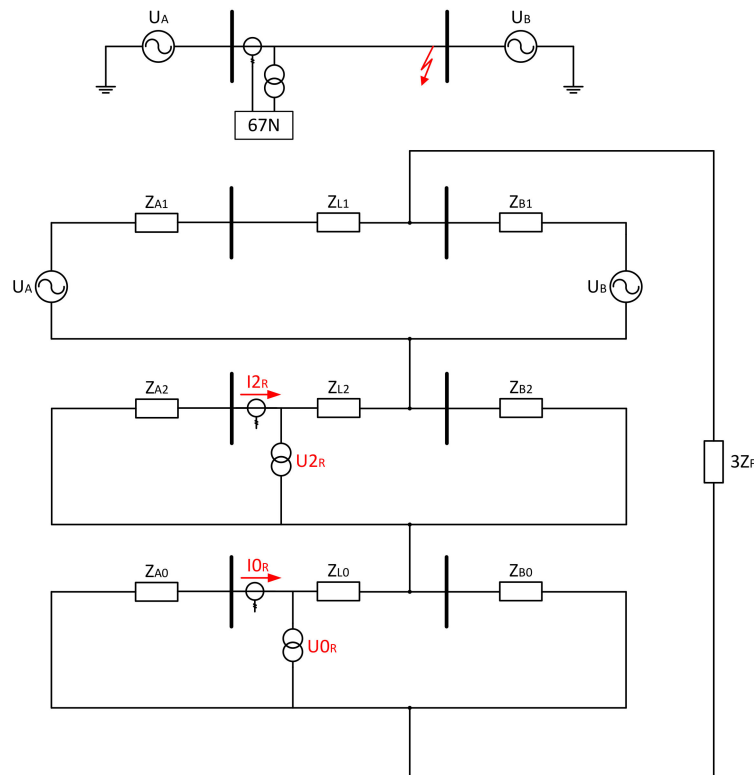 UA
UB
67N
ZA1
ZL1
ZB1
UA
UB
ZA2
I2R
ZL2
ZB2
U2R
3ZF
ZA0
I0R
ZL0
ZB0
U0R